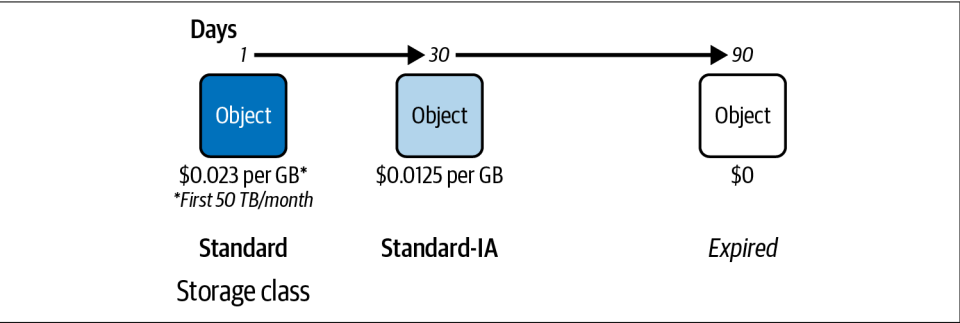 Days
1 30 90
Object Object Object
$0.023 per GB* $0.0125 per GB $0
*First 50 TB/month
Standard Standard-IA Expired
Storage class